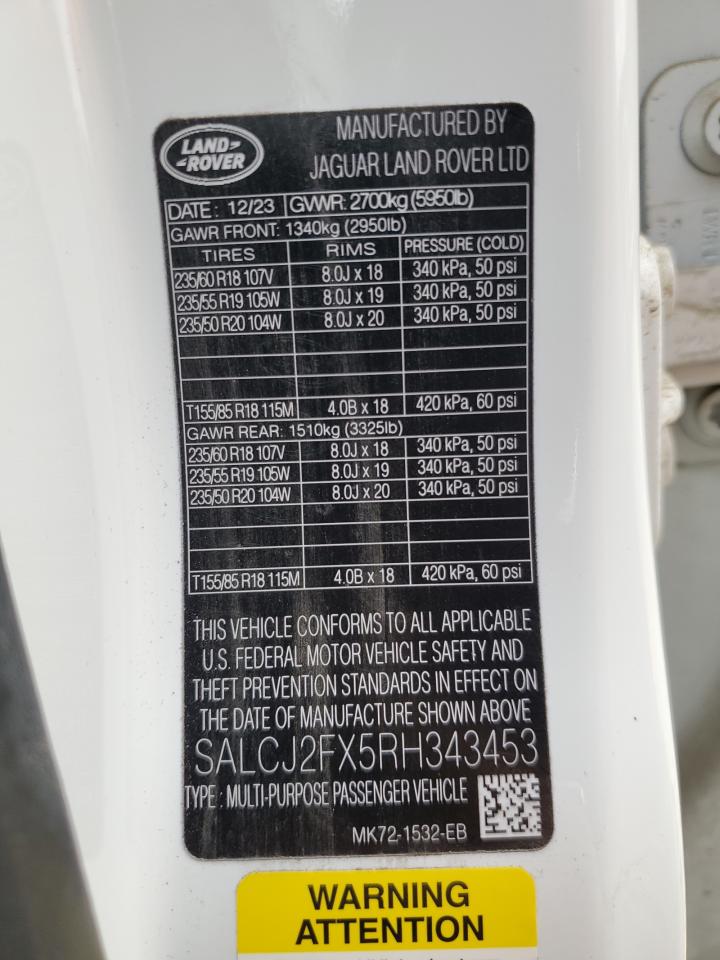 LAND-
-ROVER
MANUFACTURED BY
JAGUAR LAND ROVER LTD
DATE : 12/23 GVWR: 2700kg (5950lb)
GAWR FRONT: 1340kg (2950lb)
TIRES RIMS PRESSURE (COLD)
235/60 R18 107V 8.0J x 18 340 kPa, 50 psi
235/55 R19 105W 8.0J x 19 340 kPa, 50 psi
235/50 R20 104W 8.0J x 20 340 kPa, 50 psi
T155/85 R18 115M 4.0B x 18 420 kPa, 60 psi
GAWR REAR: 1510kg (3325lb)
235/60 R18 107V 8.0J x 18 340 kPa, 50 psi
235/55 R19 105W 8.0J x 19 340 kPa, 50 psi
235/50 R20 104W 8.0J x 20 340 kPa, 50 psi
T155/85 R18 115M 4.0B x 18 420 kPa, 60 psi
THIS VEHICLE CONFORMS TO ALL APPLICABLE
U.S. FEDERAL MOTOR VEHICLE SAFETY AND
THEFT PREVENTION STANDARDS IN EFFECT ON
THE DATE OF MANUFACTURE SHOWN ABOVE
SALCJ2FX5RH343453
TYPE : MULTI-PURPOSE PASSENGER VEHICLE
MK72-1532-EB
WARNING
ATTENTION